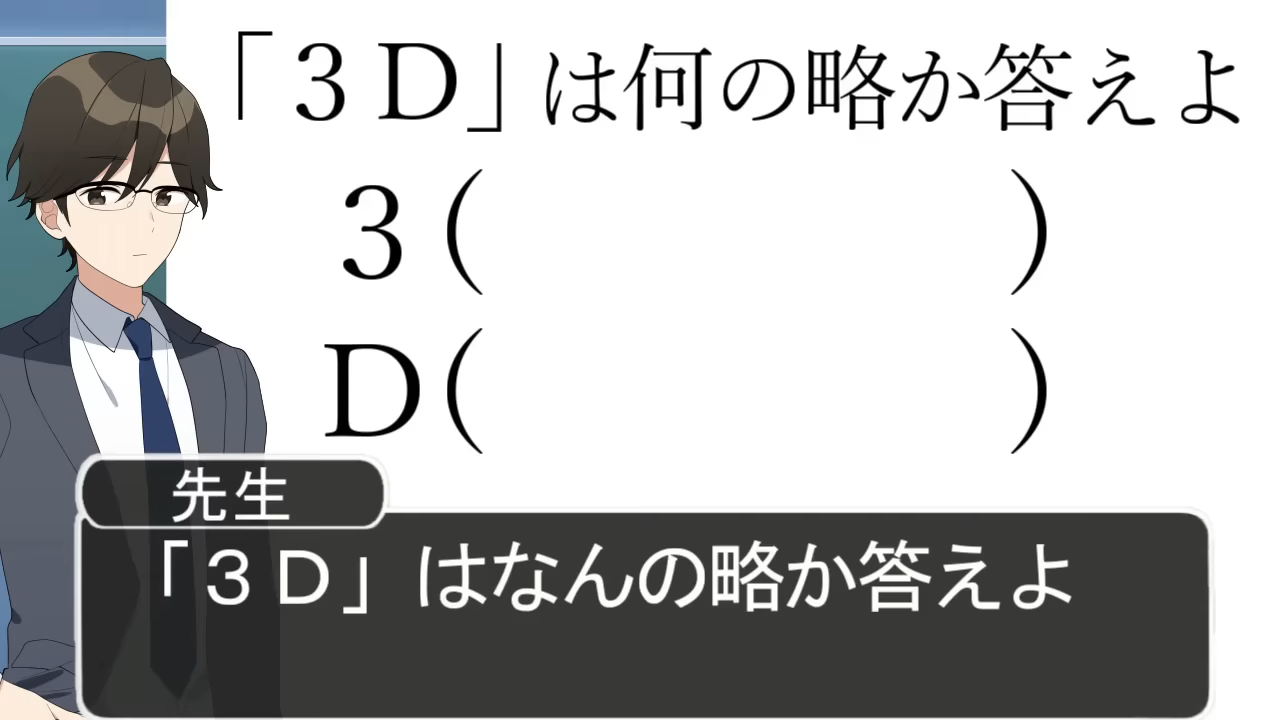 「３Ｄ」は何の略か答えよ
３（　　　　　　　）
Ｄ（　　　　　　　）
先生
「３Ｄ」はなんの略か答えよ